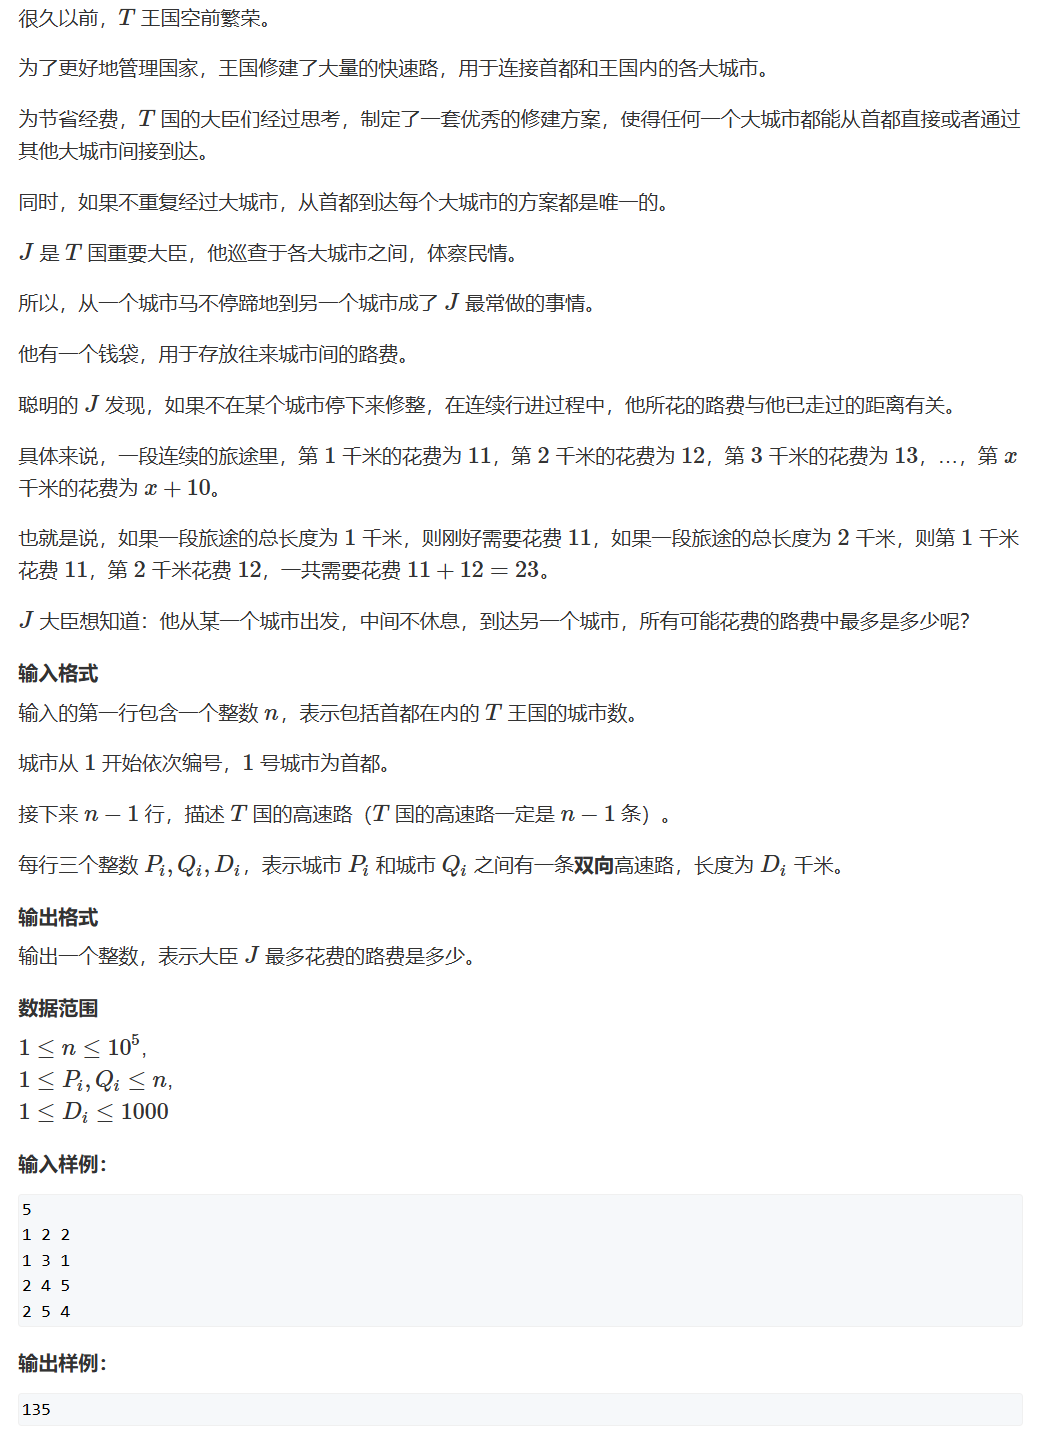 很久以前，T 王国空前繁荣。
为了更好地管理国家，王国修建了大量的快速路，用于连接首都和王国内的各大城市。
为节省经费，T 国的大臣们经过思考，制定了一套优秀的修建方案，使得任何一个大城市都能从首都直接或者通过
其他大城市间接到达。
同时，如果不重复经过大城市，从首都到达每个大城市的方案都是唯一的。
J 是 T 国重要大臣，他巡查于各大城市之间，体察民情。
所以，从一个城市马不停蹄地到另一个城市成了 J 最常做的事情。
他有一个钱袋，用于存放往来城市间的路费。
聪明的 J 发现，如果不在某个城市停下来修整，在连续行进过程中，他所花的路费与他已走过的距离有关。
具体来说，一段连续的旅途里，第 1 千米的花费为 11，第 2 千米的花费为 12，第 3 千米的花费为 13，…，第 x
千米的花费为 x + 10。
也就是说，如果一段旅途的总长度为 1 千米，则刚好需要花费 11，如果一段旅途的总长度为 2 千米，则第 1 千米
花费 11，第 2 千米花费 12，一共需要花费 11 + 12 = 23。
J 大臣想知道：他从某一个城市出发，中间不休息，到达另一个城市，所有可能花费的路费中最多是多少呢？
输入格式
输入的第一行包含一个整数 n，表示包括首都在内的 T 王国的城市数。
城市从 1 开始依次编号，1 号城市为首都。
接下来 n − 1 行，描述 T 国的高速路（T 国的高速路一定是 n − 1 条）。
每行三个整数 P_i, Q_i, D_i，表示城市 P_i 和城市 Q_i 之间有一条双向高速路，长度为 D_i 千米。
输出格式
输出一个整数，表示大臣 J 最多花费的路费是多少。
数据范围
1 ≤ n ≤ 10^5,
1 ≤ P_i, Q_i ≤ n,
1 ≤ D_i ≤ 1000
输入样例：
5
1 2 2
1 3 1
2 4 5
2 5 4
输出样例：
135